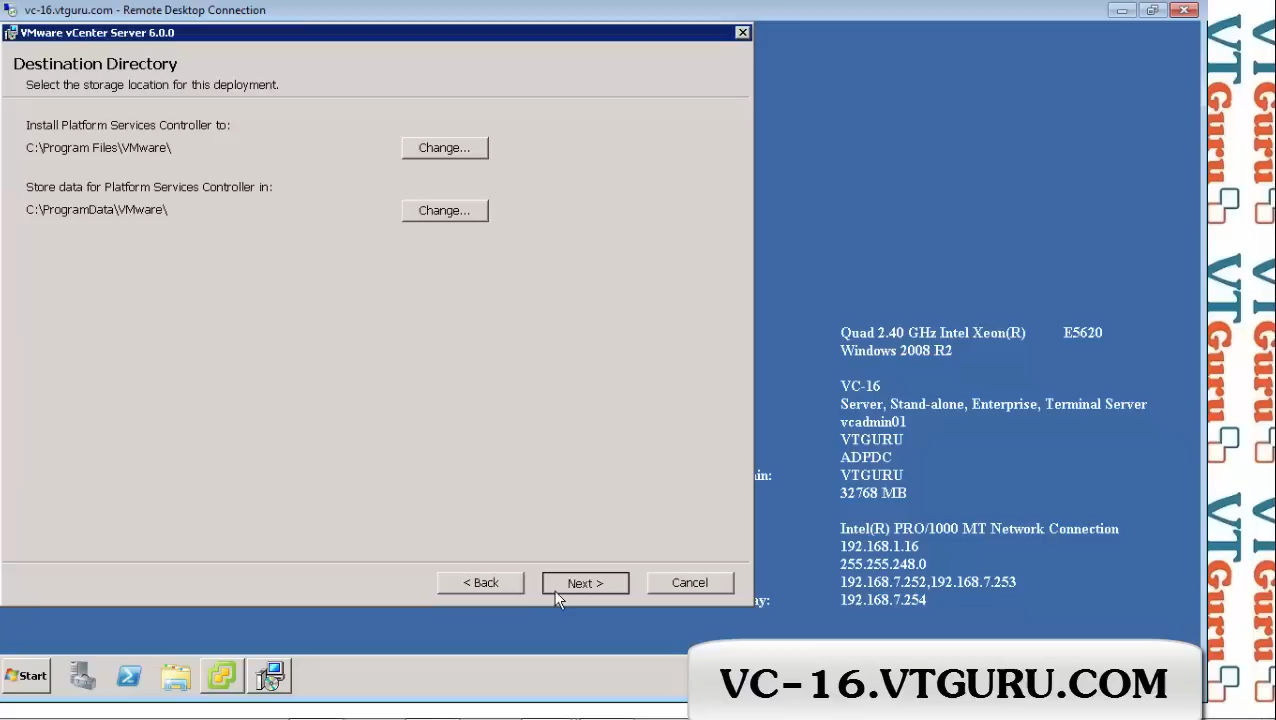 vc-16.vtguru.com - Remote Desktop Connection
VMware vCenter Server 6.0.0
Destination Directory
Select the storage location for this deployment.
Install Platform Services Controller to:
C:\Program Files\VMware\
Change...
Store data for Platform Services Controller in:
C:\ProgramData\VMware\
Change...
< Back
Next >
Cancel
Quad 2.40 GHz Intel Xeon(R) E5620
Windows 2008 R2
VC-16
Server, Stand-alone, Enterprise, Terminal Server
vcadmin01
VTGURU
ADPDC
in: VTGURU
32768 MB
Intel(R) PRO/1000 MT Network Connection
192.168.1.16
255.255.248.0
192.168.7.252,192.168.7.253
ay: 192.168.7.254
Start
VC-16.VTGURU.COM
VTGuru
VTGuru
VTGuru
VTGuru
VTGuru
VTGuru